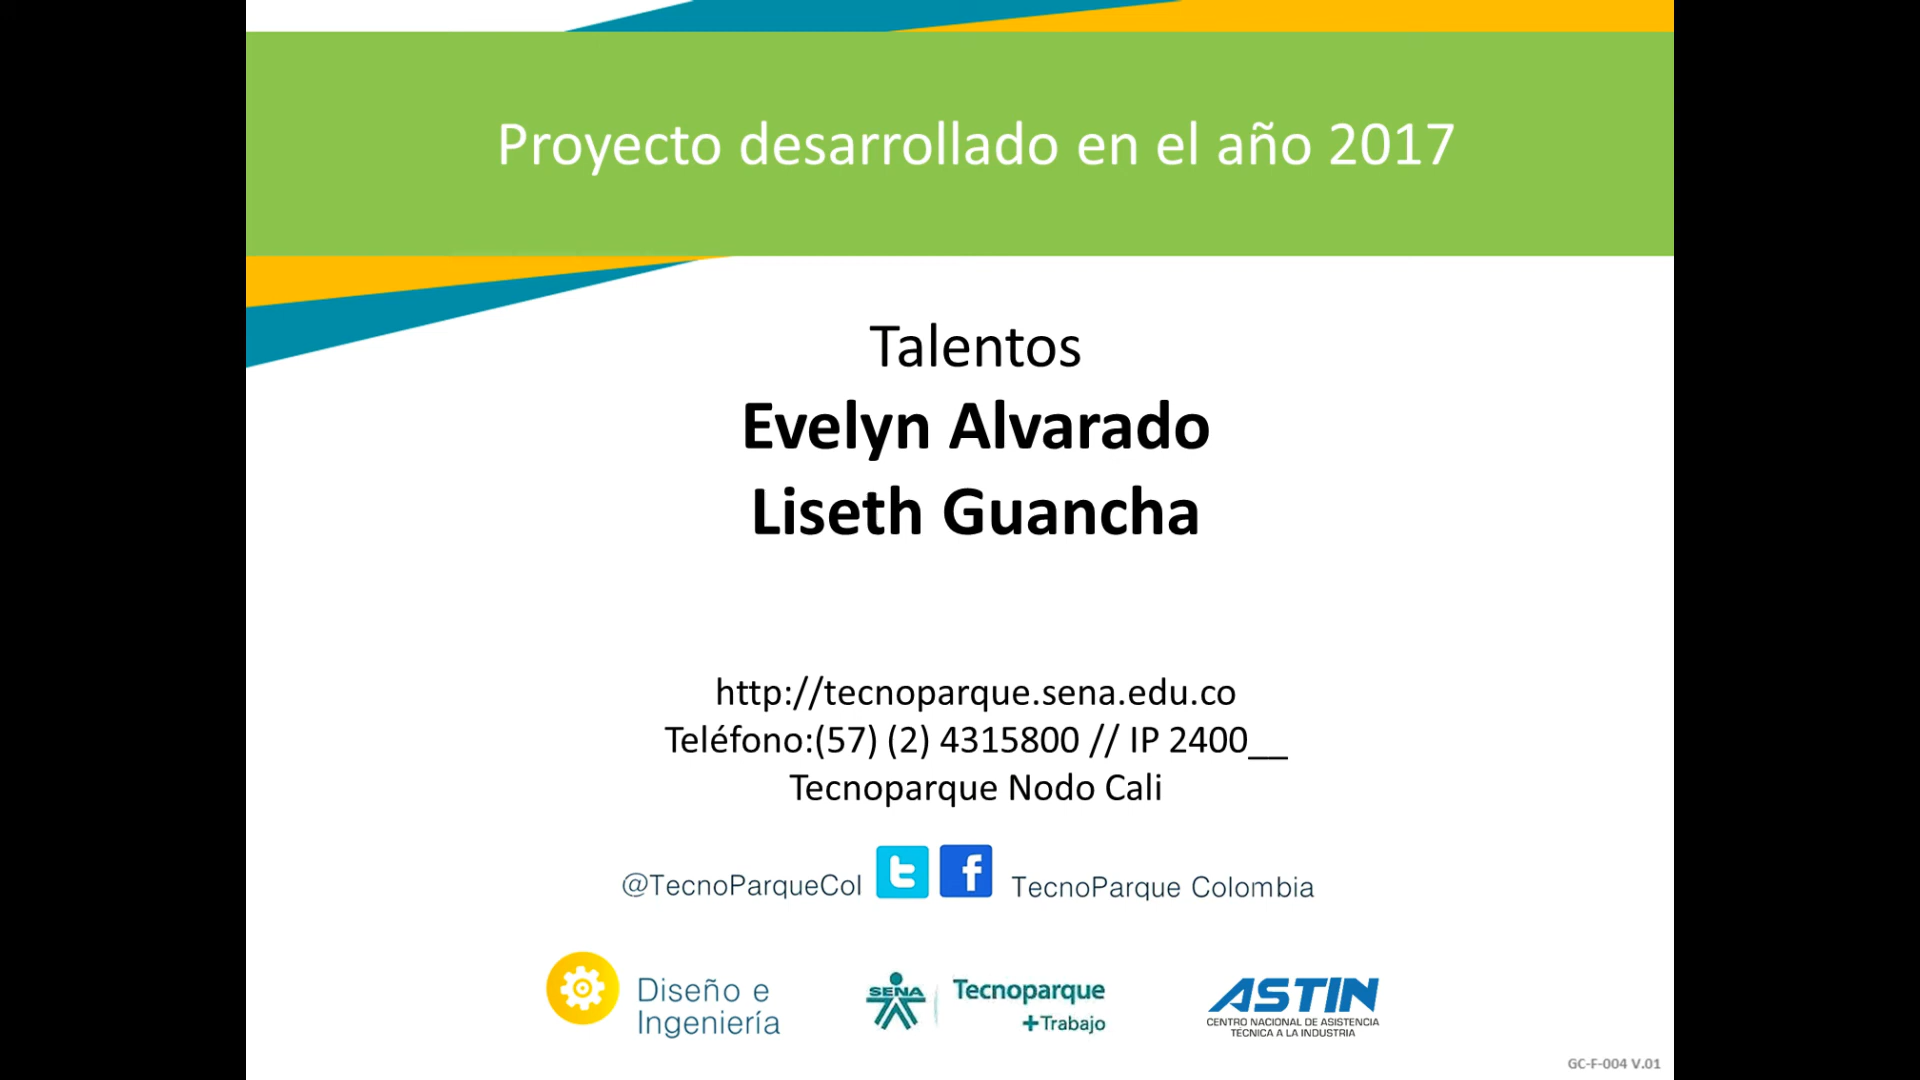 Proyecto desarrollado en el año 2017
Talentos
Evelyn Alvarado
Liseth Guancha
http://tecnoparque.sena.edu.co
Teléfono:(57) (2) 4315800 // IP 2400__
Tecnoparque Nodo Cali
@TecnoParqueCol
TecnoParque Colombia
Diseño e
Ingeniería
SENA
Tecnoparque
+Trabajo
ASTIN
CENTRO NACIONAL DE ASISTENCIA
TECNICA A LA INDUSTRIA
GC-F-004 V.01